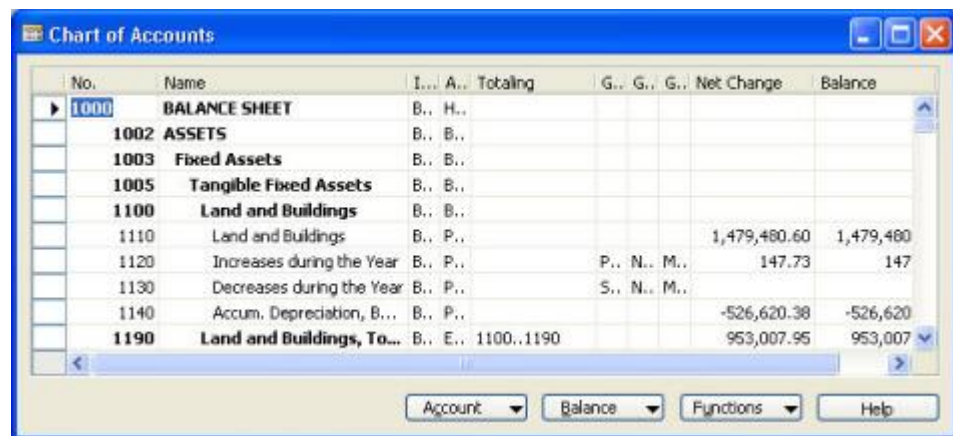 Chart of Accounts
No. Name I... A.. Totaling G.. G.. G.. Net Change Balance
1000 BALANCE SHEET B.. H..
1002 ASSETS B.. B..
1003 Fixed Assets B.. B..
1005 Tangible Fixed Assets B.. B..
1100 Land and Buildings B.. B..
1110 Land and Buildings B.. P.. 1,479,480.60 1,479,480
1120 Increases during the Year B.. P.. P.. N.. M.. 147.73 147
1130 Decreases during the Year B.. P.. S.. N.. M..
1140 Accum. Depreciation, B... B.. P.. -526,620.38 -526,620
1190 Land and Buildings, To... B.. E.. 1100..1190 953,007.95 953,007
Account Balance Functions Help